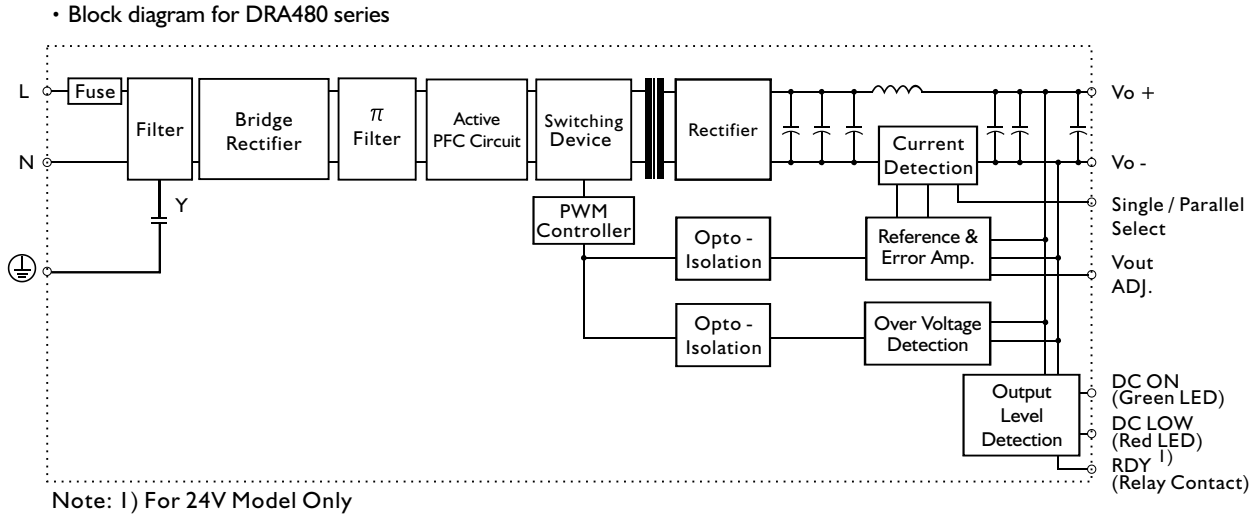 • Block diagram for DRA480 series
L
Fuse
N
Filter
Bridge
Rectifier
π
Filter
Active
PFC Circuit
Switching
Device
Rectifier
Current
Detection
Vo +
Vo -
Y
PWM
Controller
Opto -
Isolation
Reference &
Error Amp.
Single / Parallel
Select
Vout
ADJ.
Opto -
Isolation
Over Voltage
Detection
Output
Level
Detection
DC ON
(Green LED)
DC LOW
(Red LED)
RDY 1)
(Relay Contact)
Note: 1) For 24V Model Only